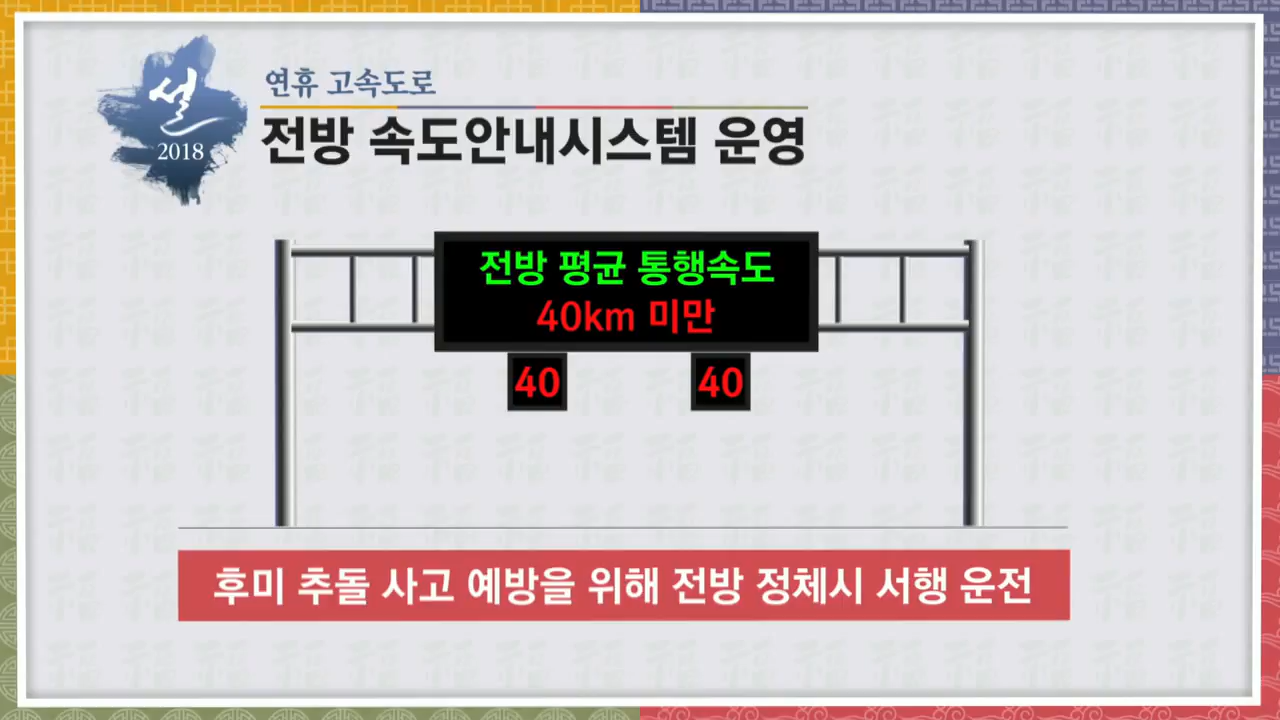 설
2018
연휴 고속도로
전방 속도안내시스템 운영
전방 평균 통행속도
40km 미만
40 40
후미 추돌 사고 예방을 위해 전방 정체시 서행 운전